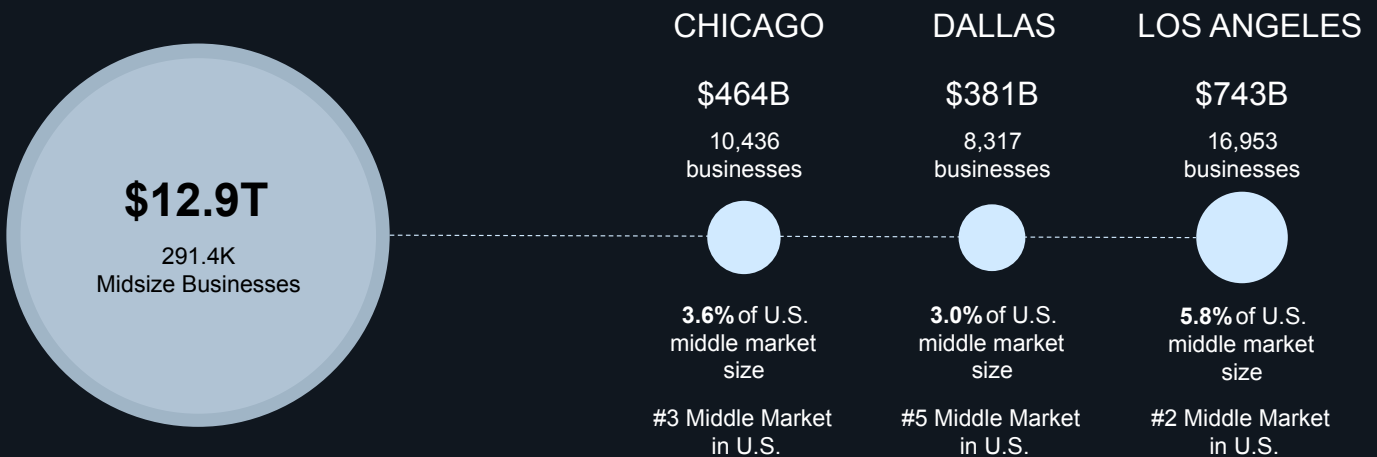 $12.9T
291.4K
Midsize Businesses
CHICAGO
$464B
10,436
businesses
3.6% of U.S.
middle market
size
#3 Middle Market
in U.S.
DALLAS
$381B
8,317
businesses
3.0% of U.S.
middle market
size
#5 Middle Market
in U.S.
LOS ANGELES
$743B
16,953
businesses
5.8% of U.S.
middle market
size
#2 Middle Market
in U.S.